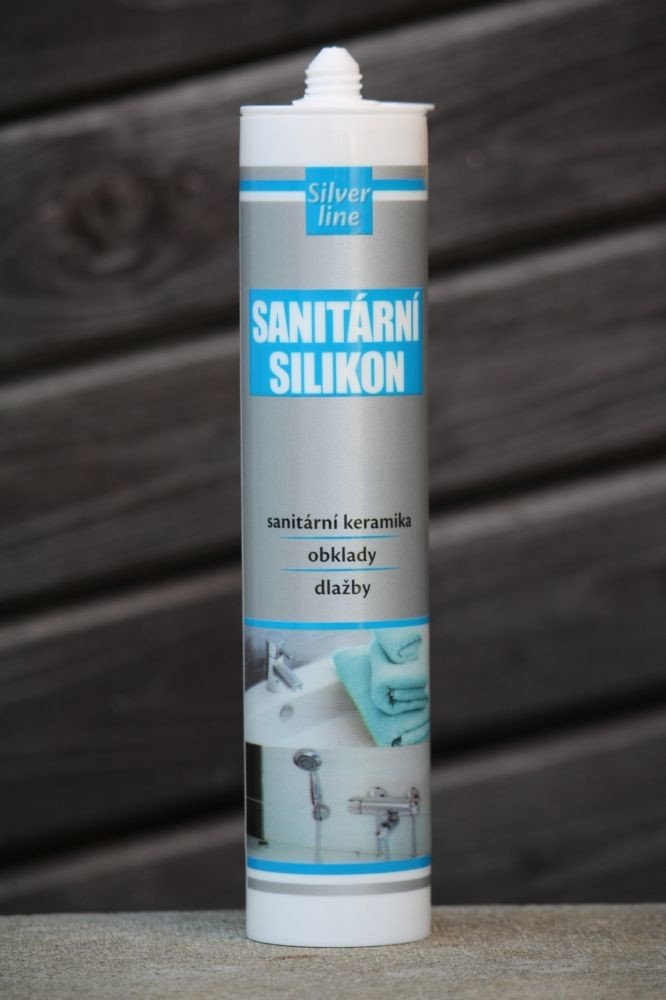 Silver
line
SANITÁRNÍ
SILIKON
sanitární keramika
obklady
dlažby